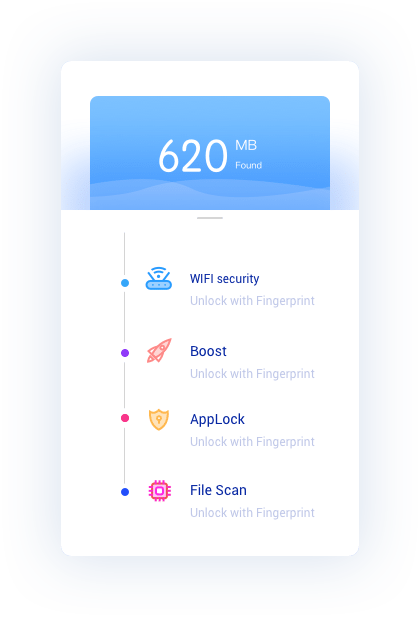 620 MB
Found
WIFI security
Unlock with Fingerprint
Boost
Unlock with Fingerprint
AppLock
Unlock with Fingerprint
File Scan
Unlock with Fingerprint